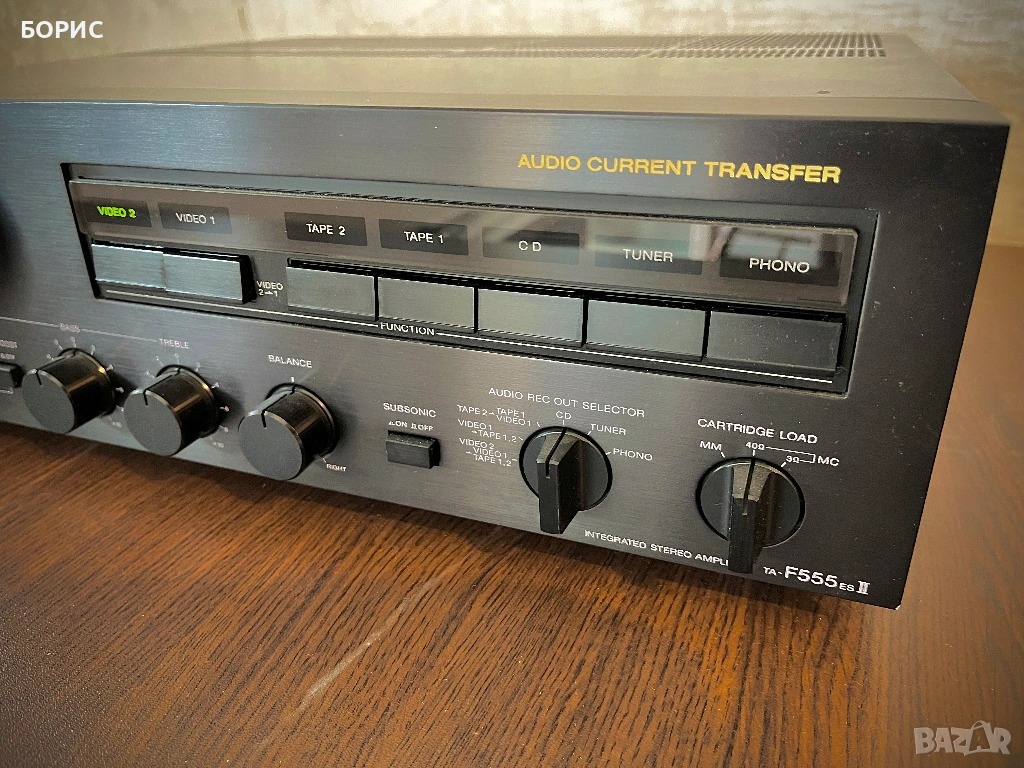 БОРИС
AUDIO CURRENT TRANSFER
VIDEO 2 VIDEO 1 TAPE 2 TAPE 1 CD TUNER PHONO
VIDEO
2→1
FUNCTION
BASS
TREBLE
BALANCE
RIGHT
SUBSONIC
ON OFF
AUDIO REC OUT SELECTOR
TAPE 2→TAPE 1
VIDEO 1
CD
TUNER
PHONO
VIDEO 1
→TAPE 1,2
VIDEO 2
→VIDEO 1
TAPE 1,2
CARTRIDGE LOAD
MM 40Ω 3Ω MC
INTEGRATED STEREO AMPLI
TA-F555ES II
BAZAR